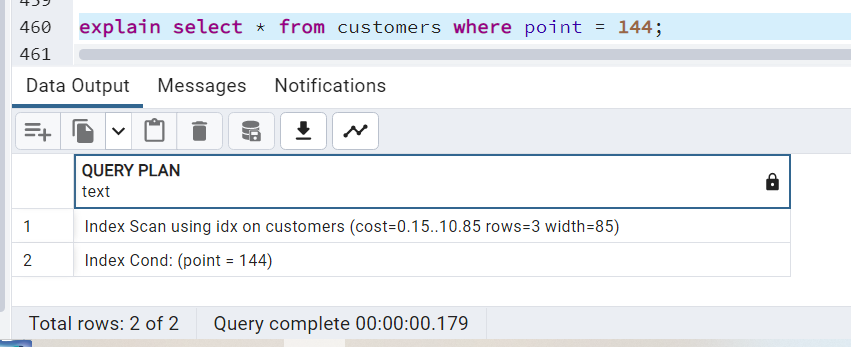 460 explain select * from customers where point = 144;
461
Data Output Messages Notifications
QUERY PLAN
text
1 Index Scan using idx on customers (cost=0.15..10.85 rows=3 width=85)
2 Index Cond: (point = 144)
Total rows: 2 of 2 Query complete 00:00:00.179